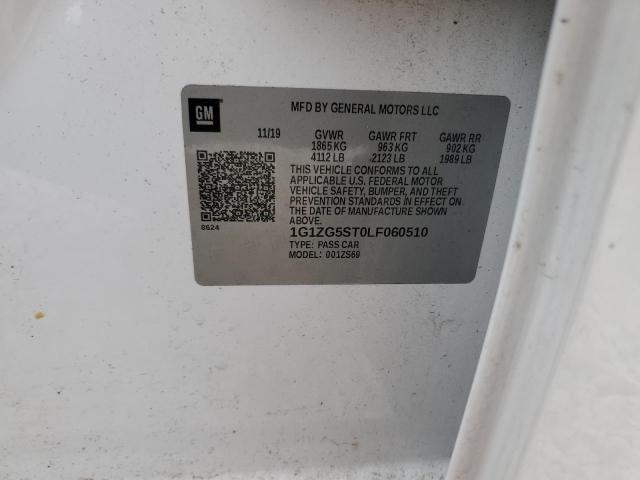 GM
MFD BY GENERAL MOTORS LLC
11/19 GVWR GAWR FRT GAWR RR
1865 KG 963 KG 902 KG
4112 LB 2123 LB 1989 LB
THIS VEHICLE CONFORMS TO ALL
APPLICABLE U.S. FEDERAL MOTOR
VEHICLE SAFETY, BUMPER, AND THEFT
PREVENTION STANDARDS IN EFFECT ON
THE DATE OF MANUFACTURE SHOWN
ABOVE.
8624
1G1ZG5ST0LF060510
TYPE: PASS CAR
MODEL: 001ZS69